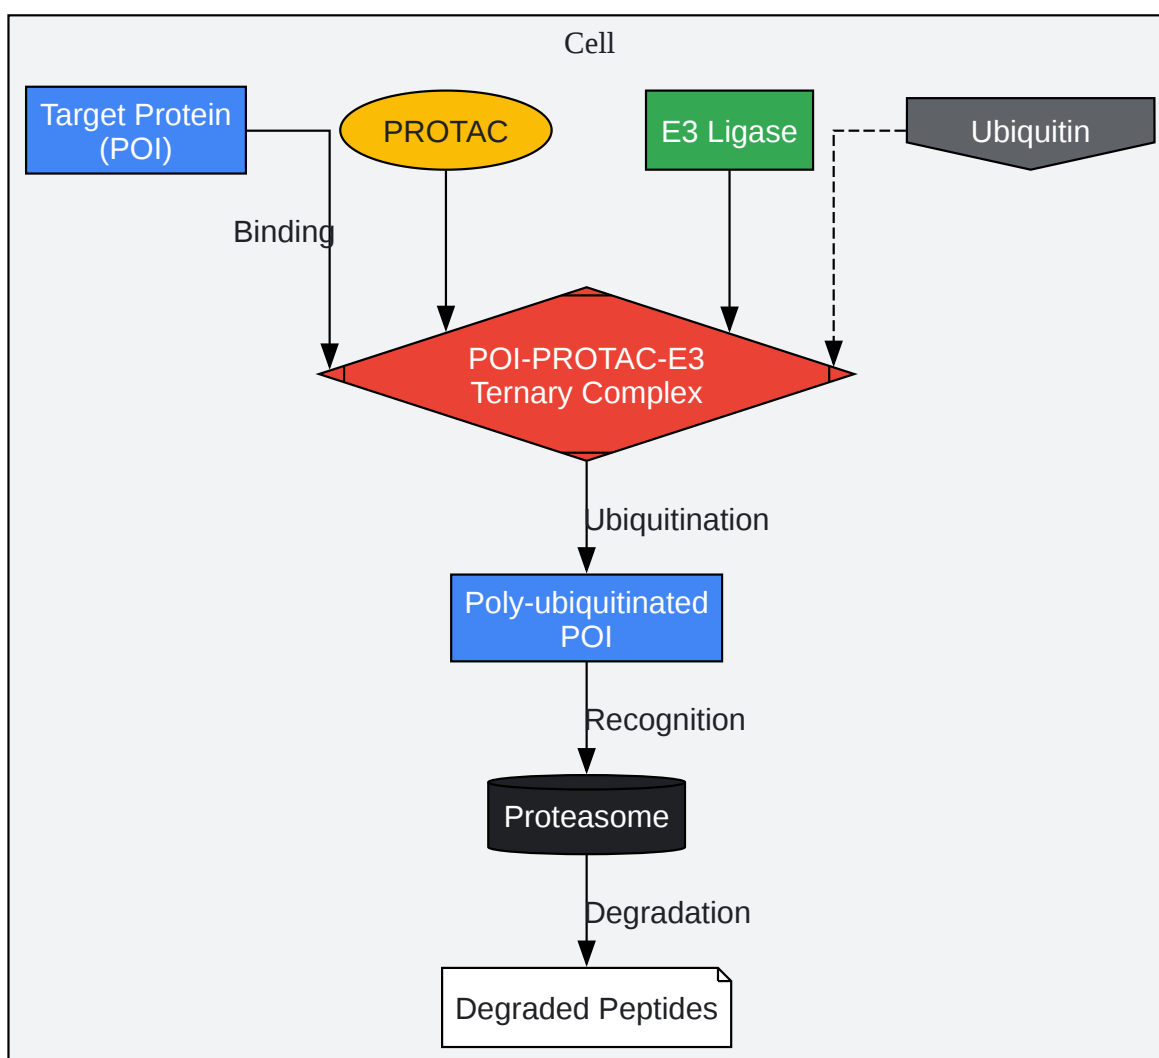 Cell
Target Protein
(POI)
PROTAC
E3 Ligase
Ubiquitin
Binding
POI-PROTAC-E3
Ternary Complex
Ubiquitination
Poly-ubiquitinated
POI
Recognition
Proteasome
Degradation
Degraded Peptides